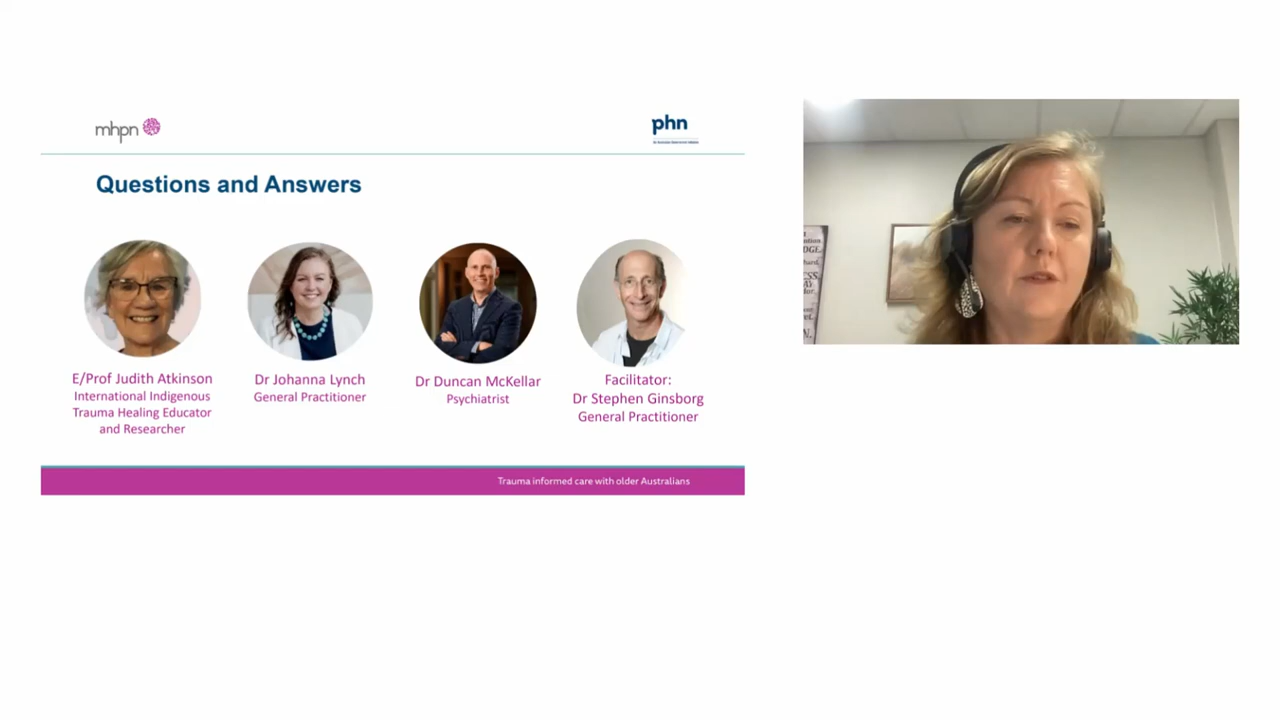 mhpn
phn
Questions and Answers
E/Prof Judith Atkinson
International Indigenous
Trauma Healing Educator
and Researcher
Dr Johanna Lynch
General Practitioner
Dr Duncan McKellar
Psychiatrist
Facilitator:
Dr Stephen Ginsborg
General Practitioner
Trauma informed care with older Australians